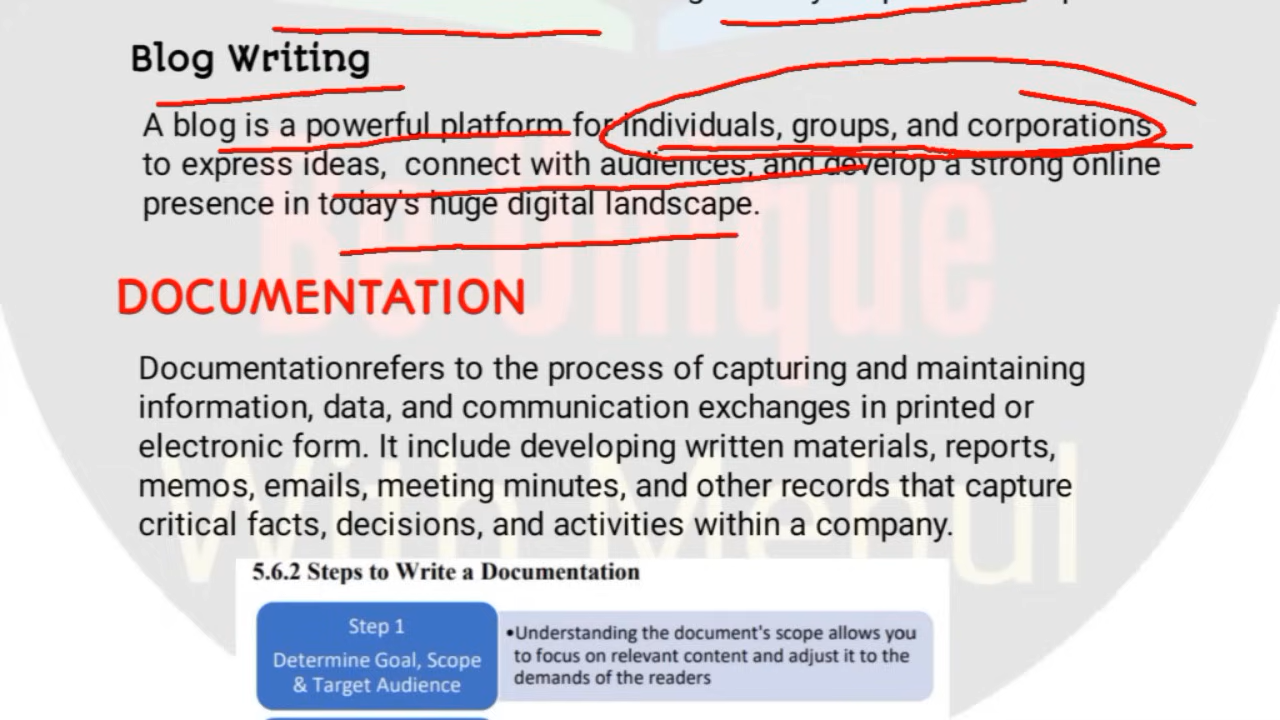 Blog Writing
A blog is a powerful platform for individuals, groups, and corporations
to express ideas, connect with audiences, and develop a strong online
presence in today's huge digital landscape.
DOCUMENTATION
Documentationrefers to the process of capturing and maintaining
information, data, and communication exchanges in printed or
electronic form. It include developing written materials, reports,
memos, emails, meeting minutes, and other records that capture
critical facts, decisions, and activities within a company.
5.6.2 Steps to Write a Documentation
Step 1
Determine Goal, Scope
& Target Audience
•Understanding the document's scope allows you
to focus on relevant content and adjust it to the
demands of the readers
Be Unique
With Mehul